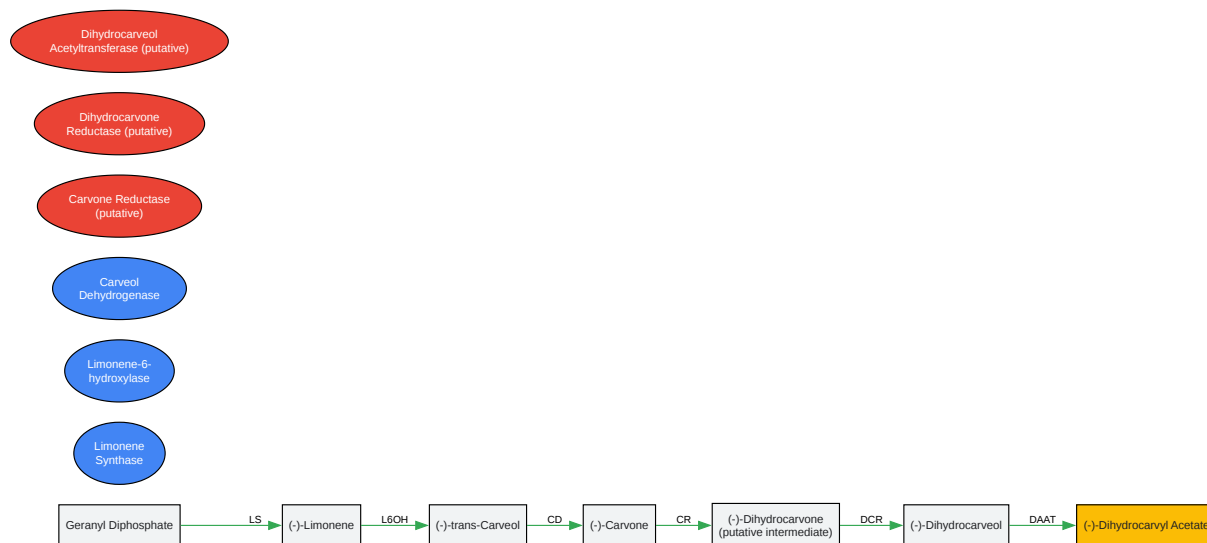 Dihydrocarveol
Acetyltransferase (putative)
Dihydrocarvone
Reductase (putative)
Carvone Reductase
(putative)
Carveol
Dehydrogenase
Limonene-6-
hydroxylase
Limonene
Synthase
Geranyl Diphosphate
LS
(-)-Limonene
L6OH
(-)-trans-Carveol
CD
(-)-Carvone
CR
(-)-Dihydrocarvone
(putative intermediate)
DCR
(-)-Dihydrocarveol
DAAT
(-)-Dihydrocarvyl Acetate